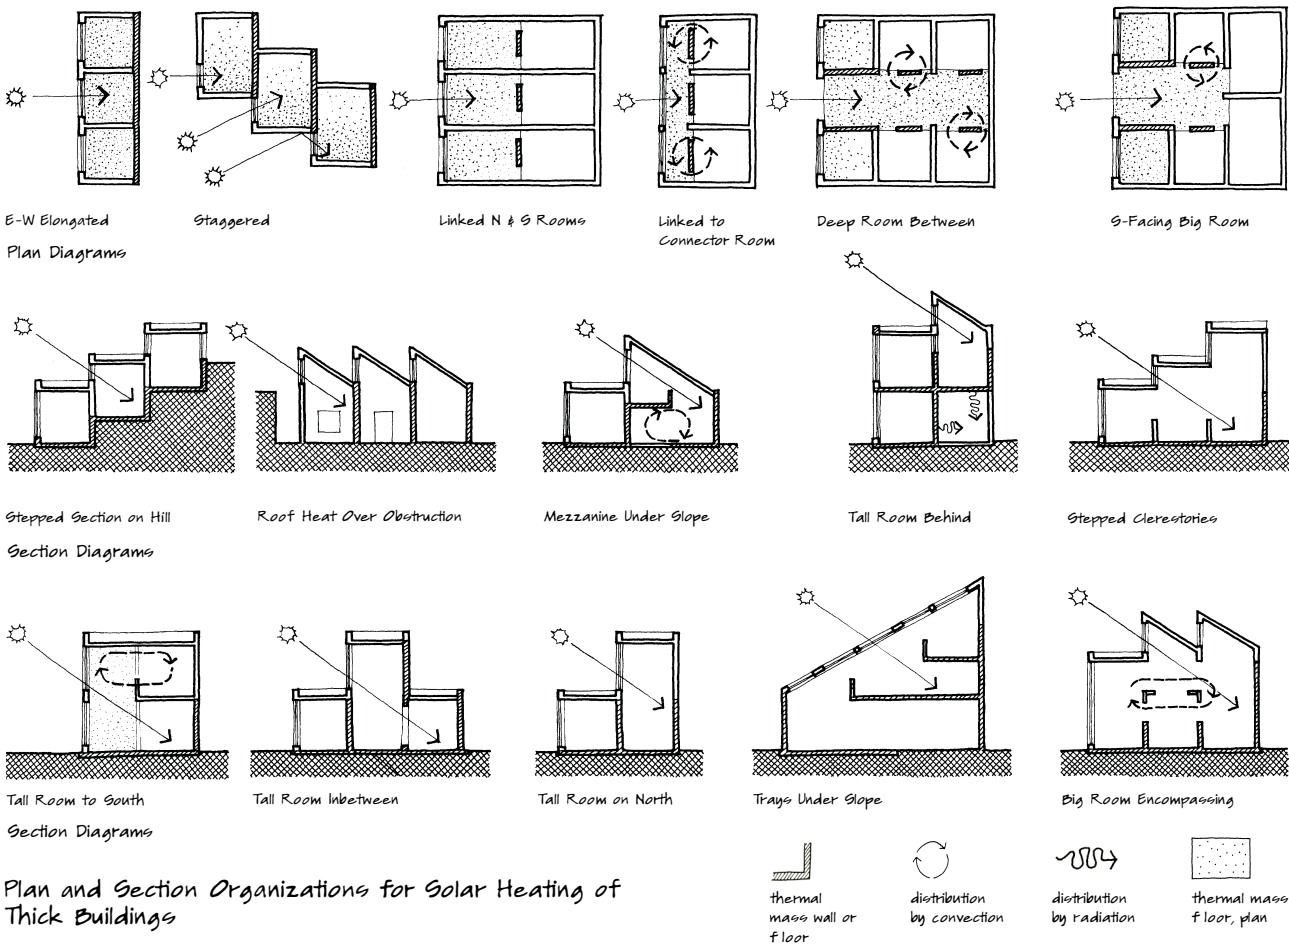 E-W Elongated
Staggered
Linked N & S Rooms
Linked to
Connector Room
Deep Room Between
S-Facing Big Room
Plan Diagrams
Stepped Section on Hill
Roof Heat Over Obstruction
Mezzanine Under Slope
Tall Room Behind
Stepped Clerestories
Section Diagrams
Tall Room to South
Tall Room Inbetween
Tall Room on North
Trays Under Slope
Big Room Encompassing
Section Diagrams
Plan and Section Organizations for Solar Heating of
Thick Buildings
thermal
mass wall or
floor
distribution
by convection
distribution
by radiation
thermal mass
floor, plan